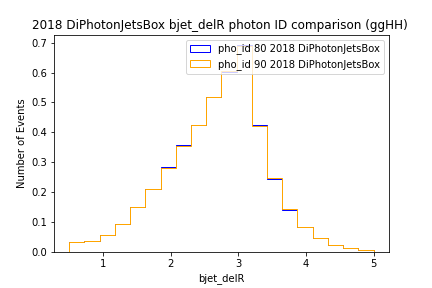 2018 DiPhotonJetsBox bjet_delR photon ID comparison (ggHH)
pho_id 80 2018 DiPhotonJetsBox
pho_id 90 2018 DiPhotonJetsBox
Number of Events
0.7
0.6
0.5
0.4
0.3
0.2
0.1
0.0
1 2 3 4 5
bjet_delR